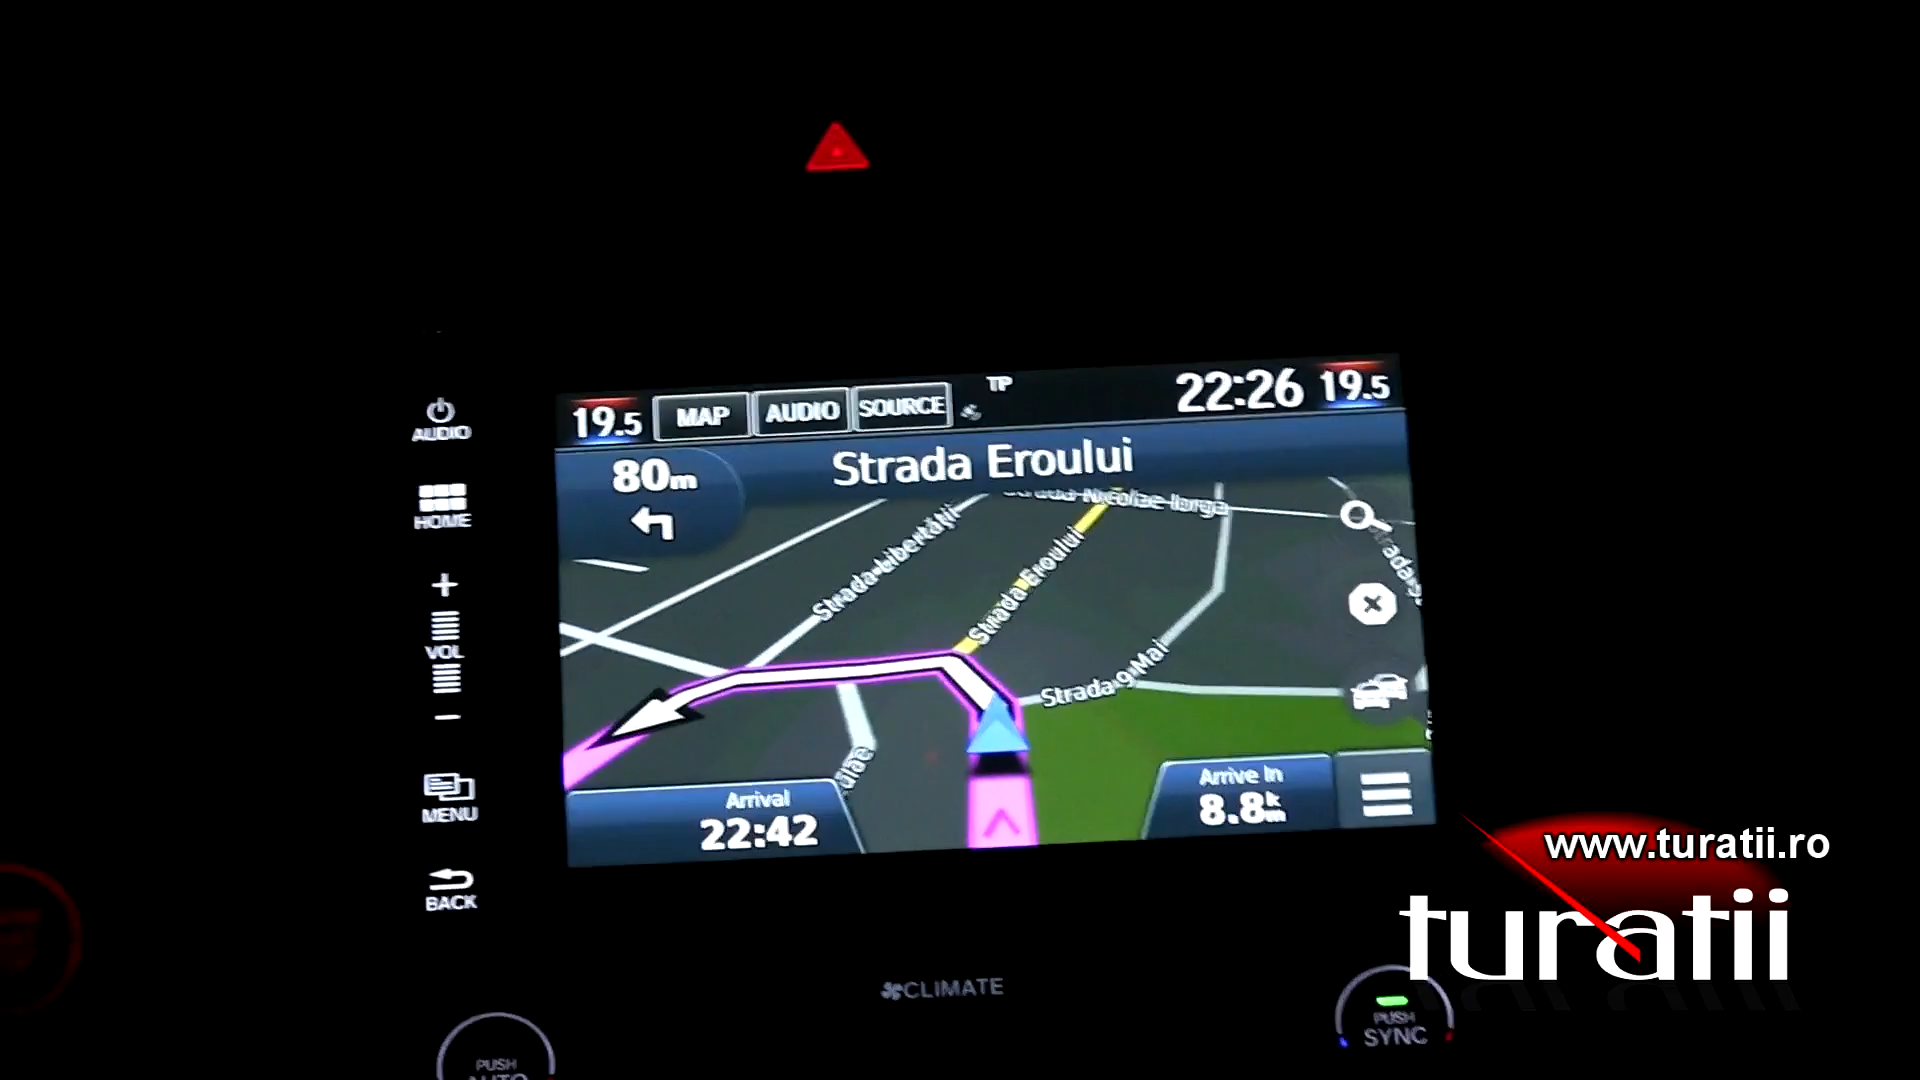 19.5 MAP AUDIO SOURCE TP 22:26 19.5
80m
Strada Eroului
Strada Nicolae Iorga
Strada Libertății
Strada Eroului
Strada 9 Mai
Arrival
22:42
Arrive In
8.8km
AUDIO
HOME
+
VOL
-
MENU
BACK
CLIMATE
PUSH
AUTO
PUSH
SYNC
www.turatii.ro
turatii